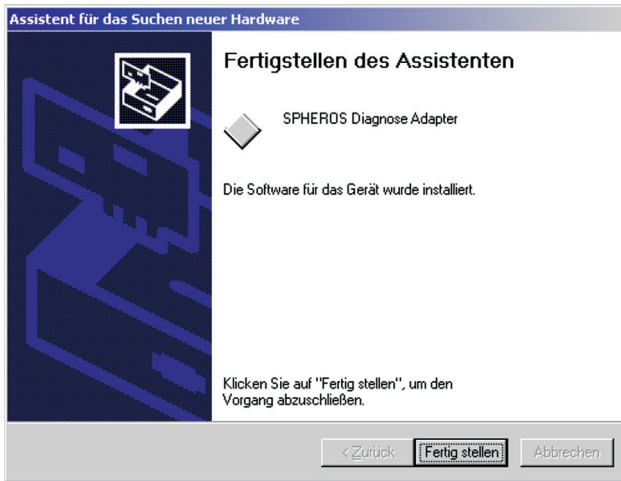 Assistent für das Suchen neuer Hardware
Fertigstellen des Assistenten
SPHEROS Diagnose Adapter
Die Software für das Gerät wurde installiert.
Klicken Sie auf "Fertig stellen", um den
Vorgang abzuschließen.
< Zurück Fertig stellen Abbrechen